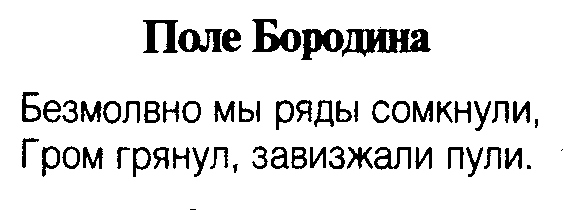 Поле Бородина
Безмолвно мы ряды сомкнули,
Гром грянул, завизжали пули.